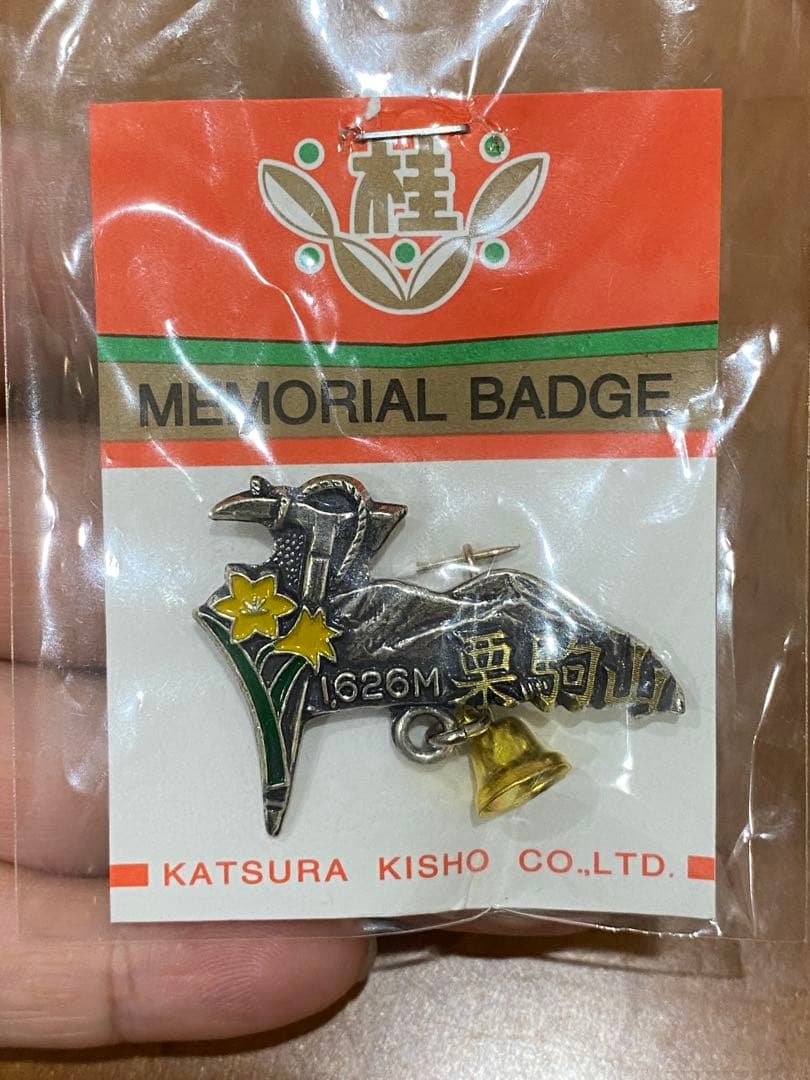 桂
MEMORIAL BADGE
1,626M 栗駒山
KATSURA KISHO CO.,LTD.